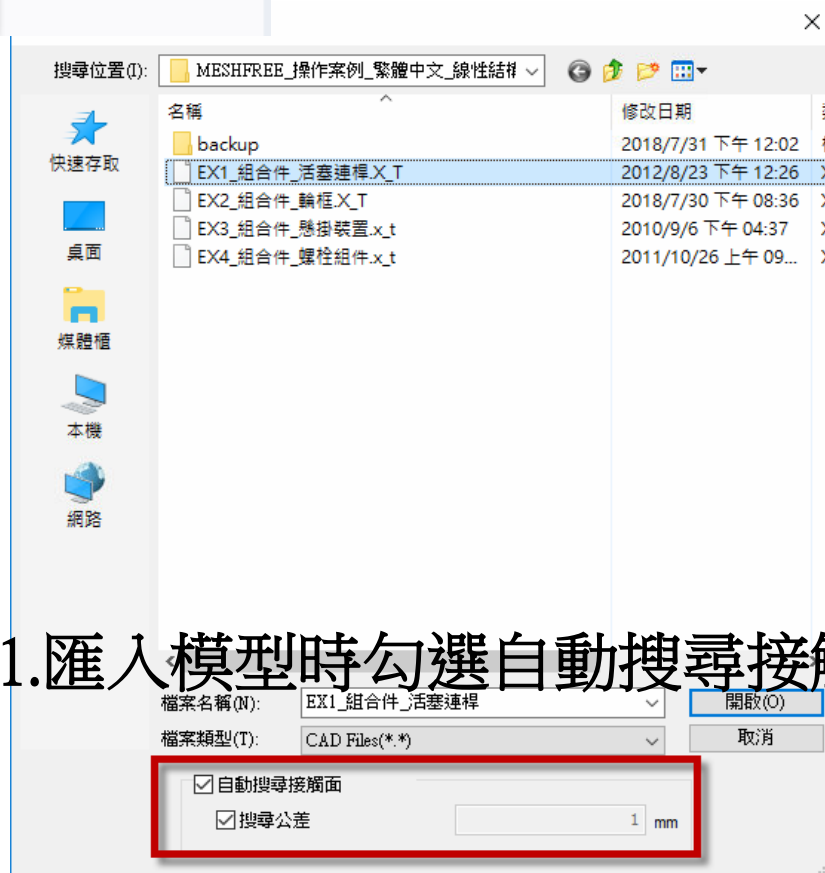 搜尋位置(I): MESHFREE_操作案例_繁體中文_線性結構
名稱 修改日期
快速存取
桌面
媒體櫃
本機
網路
backup 2018/7/31 下午 12:02
EX1_組合件_活塞連桿.X_T 2012/8/23 下午 12:26
EX2_組合件_輪框.X_T 2018/7/30 下午 08:36
EX3_組合件_懸掛裝置.x_t 2010/9/6 下午 04:37
EX4_組合件_螺栓組件.x_t 2011/10/26 上午 09...
1.匯入模型時勾選自動搜尋接觸
檔案名稱(N): EX1_組合件_活塞連桿 開啟(O)
檔案類型(T): CAD Files(*.*) 取消
自動搜尋接觸面
搜尋公差 1 mm